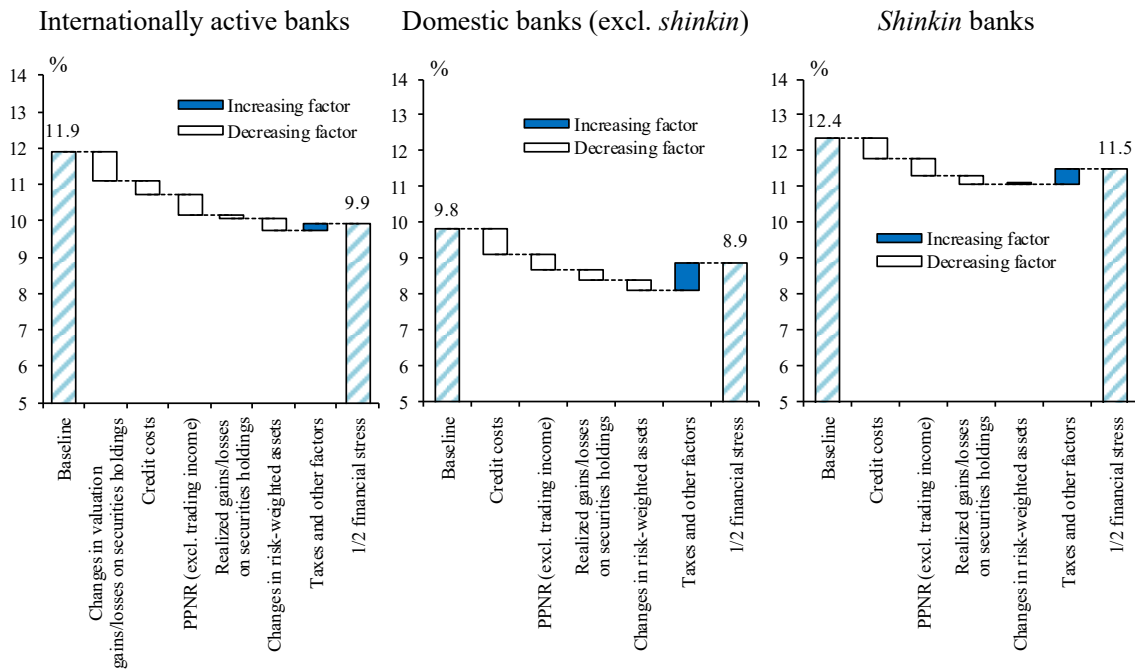 Internationally active banks
%
14
13
12
11
10
9
8
7
6
5
Increasing factor
Decreasing factor
11.9
9.9
Baseline
Changes in valuation
gains/losses on securities holdings
Credit costs
PPNR (excl. trading income)
Realized gains/losses
on securities holdings
Changes in risk-weighted assets
Taxes and other factors
1/2 financial stress
Domestic banks (excl. shinkin)
%
14
13
12
11
10
9
8
7
6
5
Increasing factor
Decreasing factor
9.8
8.9
Baseline
Credit costs
PPNR (excl. trading income)
Realized gains/losses
on securities holdings
Changes in risk-weighted assets
Taxes and other factors
1/2 financial stress
Shinkin banks
%
14
13
12
11
10
9
8
7
6
5
12.4
11.5
Increasing factor
Decreasing factor
Baseline
Credit costs
PPNR (excl. trading income)
Realized gains/losses
on securities holdings
Changes in risk-weighted assets
Taxes and other factors
1/2 financial stress